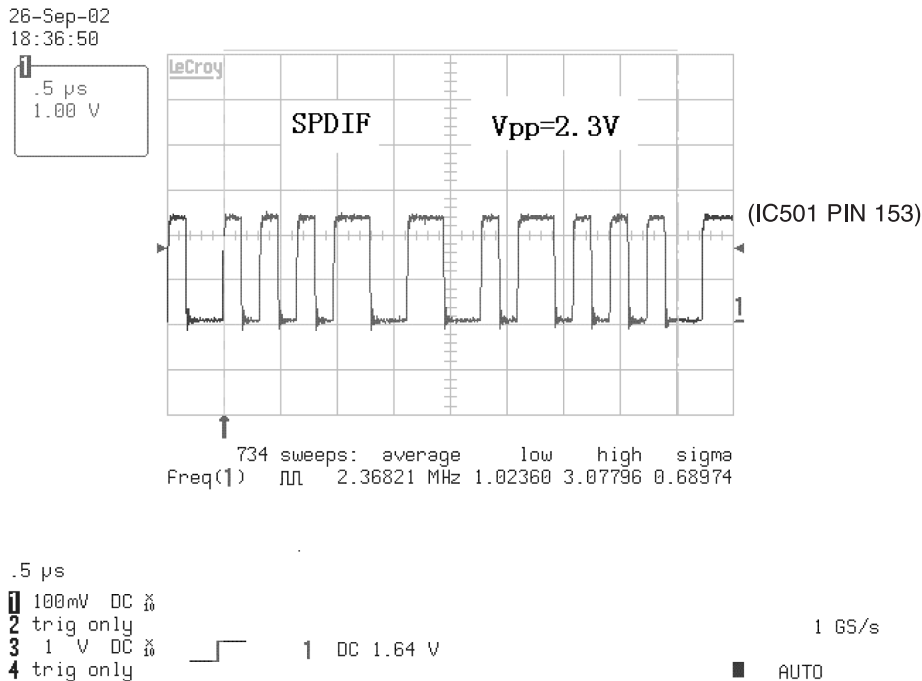 26-Sep-02
18:36:50
1
.5 µs
1.00 V
LeCroy
SPDIF
Vpp=2.3V
(IC501 PIN 153)
1
734 sweeps: average low high sigma
Freq(1) 2.36821 MHz 1.02360 3.07796 0.68974
.5 µs
1 100mV DC X10
2 trig only
3 1 V DC X10
4 trig only
1 DC 1.64 V
1 GS/s
AUTO